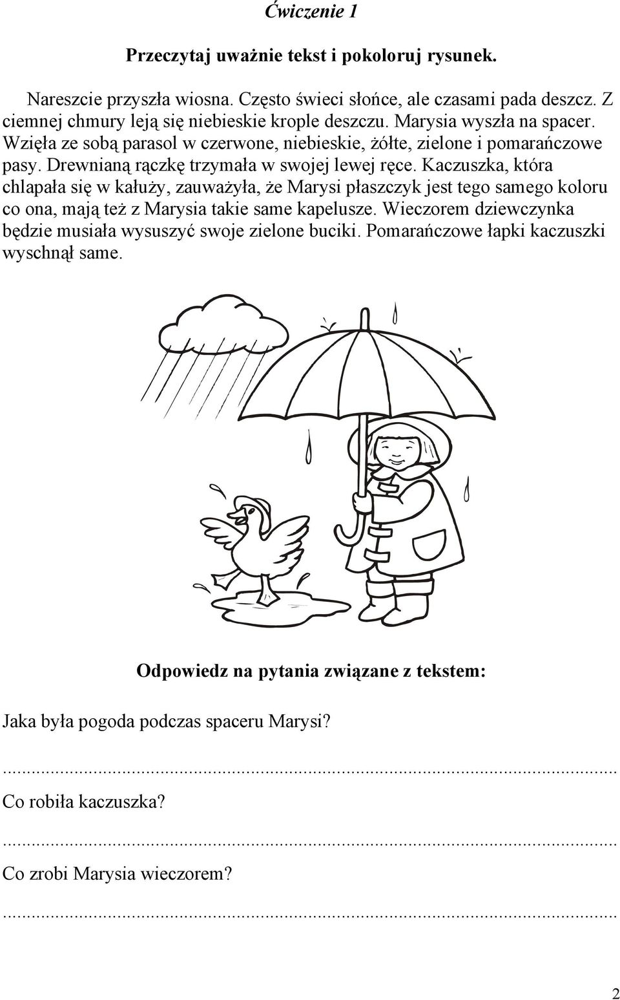 Ćwiczenie 1
Przeczytaj uważnie tekst i pokoloruj rysunek.
Nareszcie przyszła wiosna. Często świeci słońce, ale czasami pada deszcz. Z
ciemnej chmury leją się niebieskie krople deszczu. Marysia wyszła na spacer.
Wzięła ze sobą parasol w czerwone, niebieskie, żółte, zielone i pomarańczowe
pasy. Drewnianą rączkę trzymała w swojej lewej ręce. Kaczuszka, która
chlapała się w kałuży, zauważyła, że Marysi płaszczyk jest tego samego koloru
co ona, mają też z Marysia takie same kapelusze. Wieczorem dziewczynka
będzie musiała wysuszyć swoje zielone buciki. Pomarańczowe łapki kaczuszki
wyschnął same.
Odpowiedz na pytania związane z tekstem:
Jaka była pogoda podczas spaceru Marysi?
...................................................................................................................................
Co robiła kaczuszka?
...................................................................................................................................
Co zrobi Marysia wieczorem?
...................................................................................................................................
2